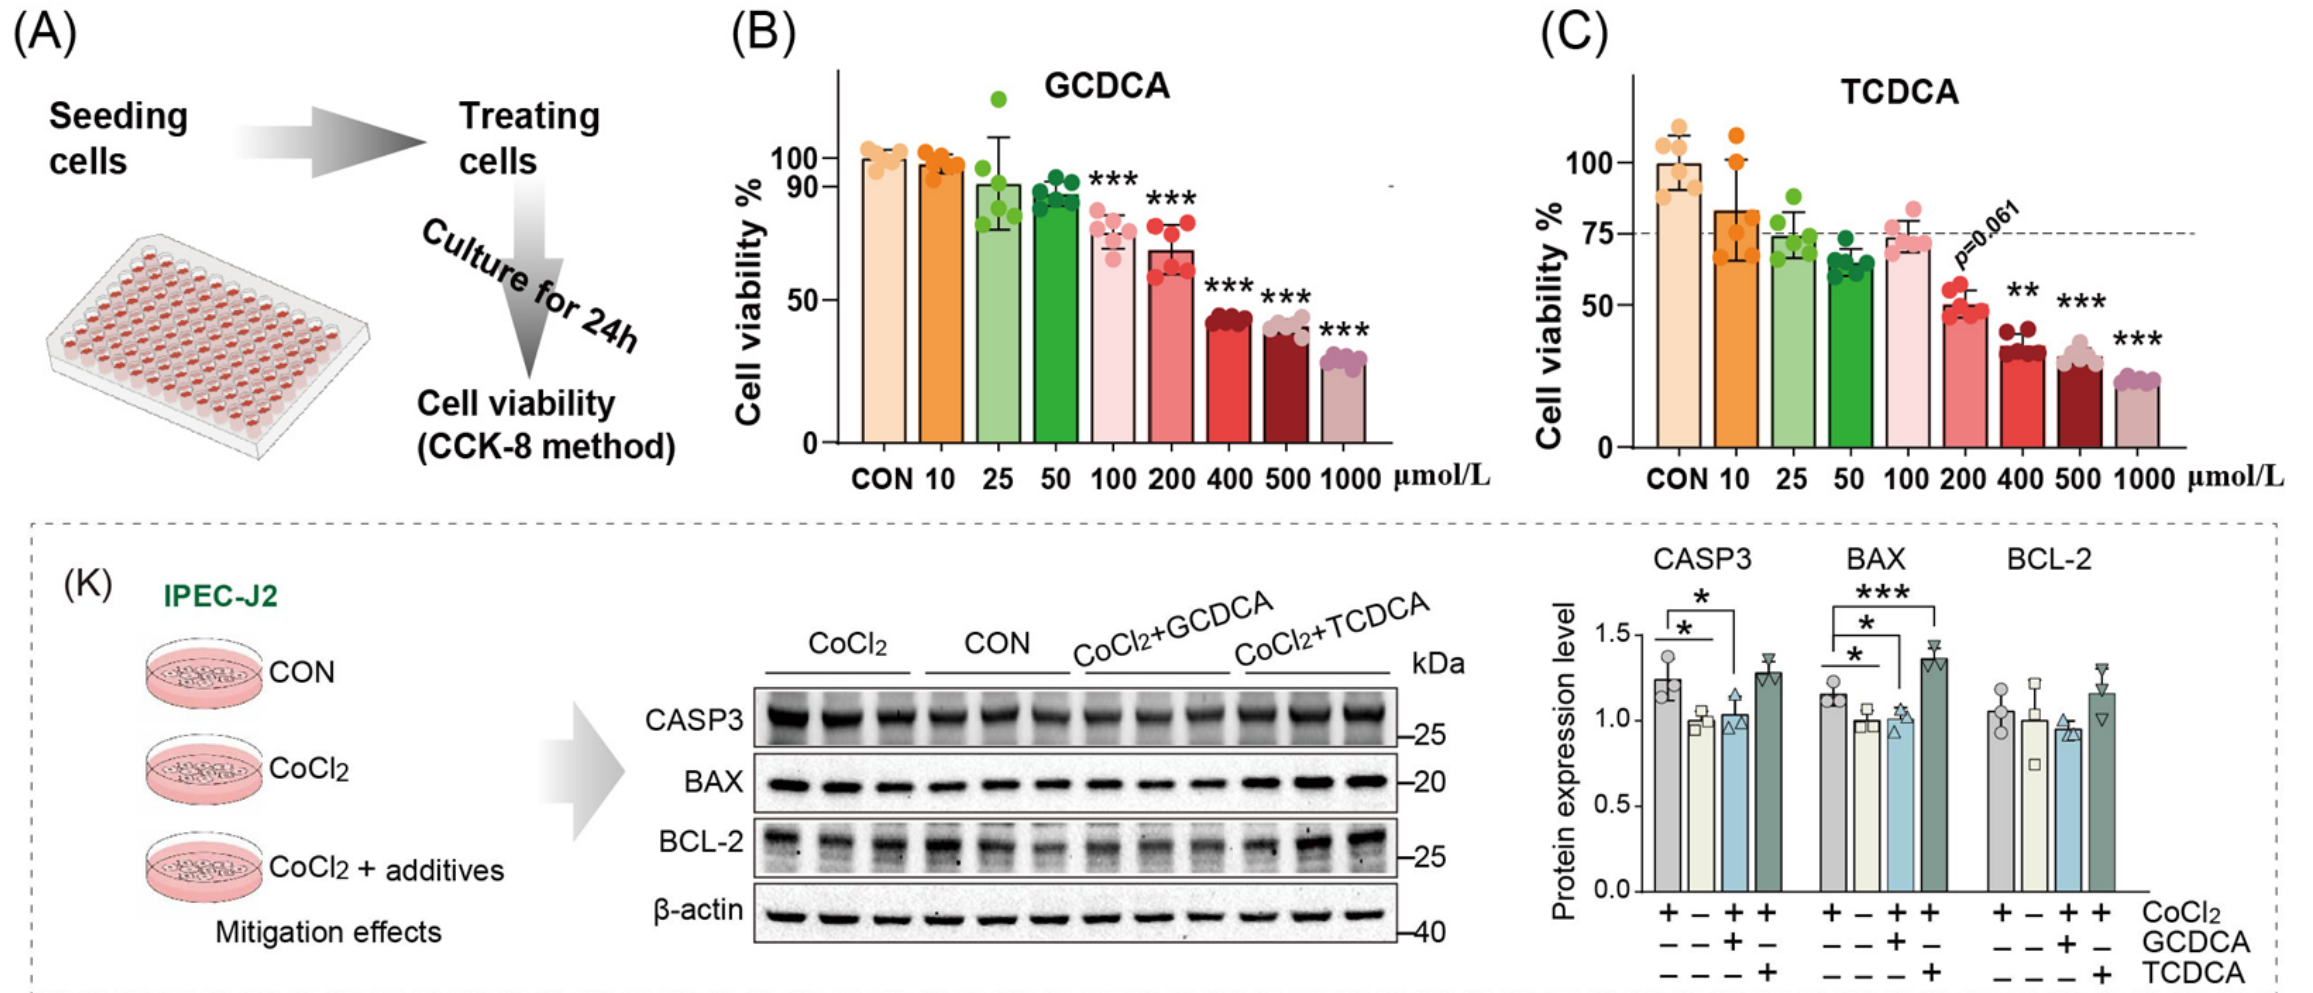 (A)
Seeding
cells
Treating
cells
Culture for 24h
Cell viability
(CCK-8 method)
(B)
GCDCA
Cell viability %
100
90
50
0
***
***
***
***
***
CON 10 25 50 100 200 400 500 1000 µmol/L
(C)
TCDCA
Cell viability %
100
75
50
0
p=0.061
**
***
***
CON 10 25 50 100 200 400 500 1000 µmol/L
(K)
IPEC-J2
CON
CoCl2
CoCl2 + additives
Mitigation effects
CoCl2 CON CoCl2+GCDCA CoCl2+TCDCA
kDa
CASP3
25
BAX
20
BCL-2
25
β-actin
40
CASP3 BAX BCL-2
Protein expression level
1.5
1.0
0.5
0.0
*
*
***
*
*
+ − + + + − + + + − + + CoCl2
− − + − − − + − − − + − GCDCA
− − − + − − − + − − − + TCDCA